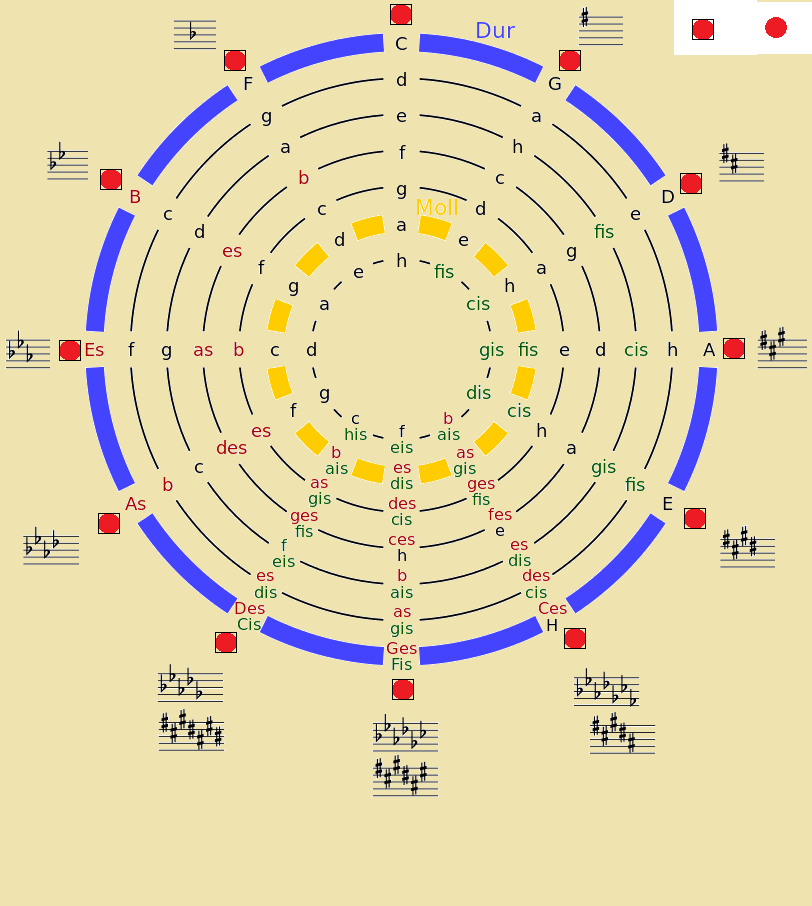 Dur
C
F
G
d
g
a
e
a
h
f
b
c
g
c
d
B
D
Moll
a
c
e
d
e
d
fis
h
es
g
fis
f
a
g
h
a
cis
Es
f
g
as
b
c
d
gis
fis
e
d
cis
h
A
g
dis
f
cis
c
b
f
his
ais
es
h
eis
des
a
b
as
es
ais
gis
c
dis
gis
b
as
ges
fis
gis
fis
As
des
E
ges
cis
fes
fis
e
ces
f
h
es
eis
dis
es
b
des
dis
ais
cis
Des
as
Ces
Cis
gis
H
Ges
Fis